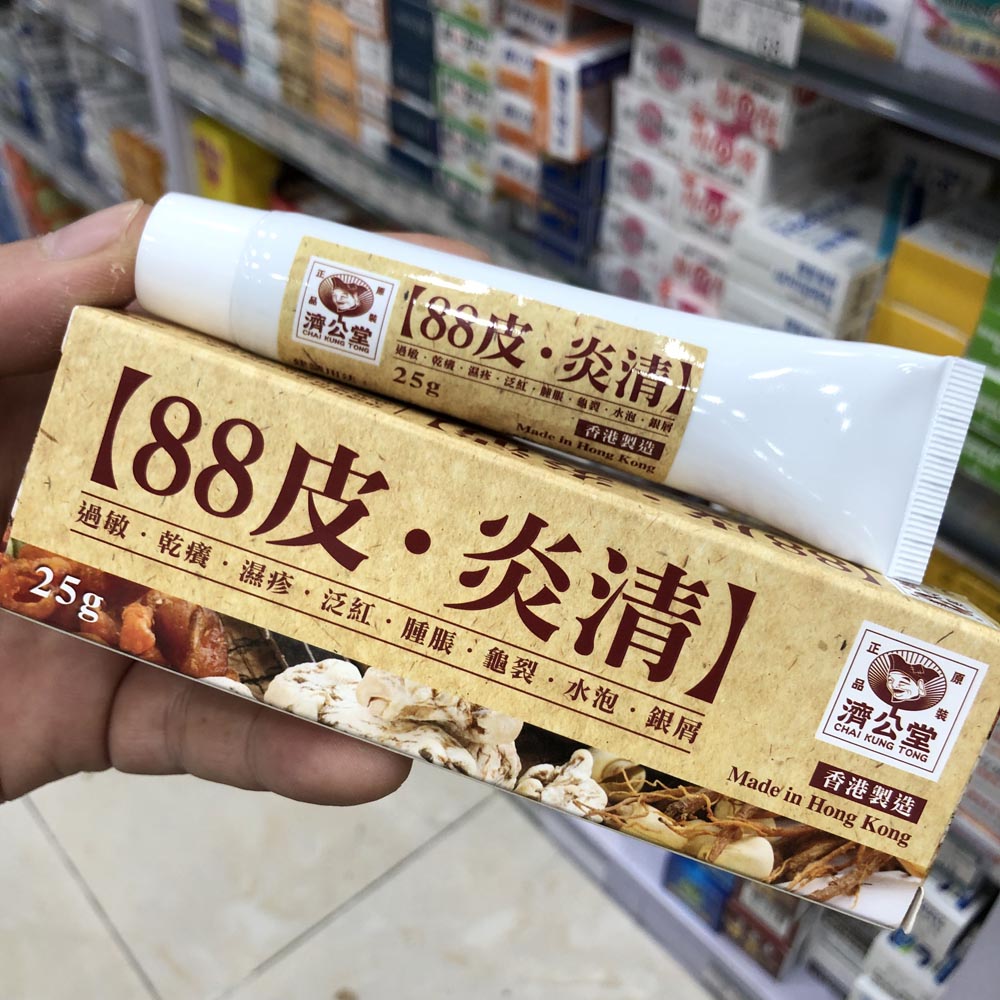 正 原
品 裝
濟公堂
CHAI KUNG TONG
【88皮·炎清】
過敏·乾癢·濕疹·泛紅·腫脹·龜裂·水泡·銀屑
25g
香港製造
Made in Hong Kong
【88皮·炎清】
過敏·乾癢·濕疹·泛紅·腫脹·龜裂·水泡·銀屑
25g
正 原
品 裝
濟公堂
CHAI KUNG TONG
香港製造
Made in Hong Kong